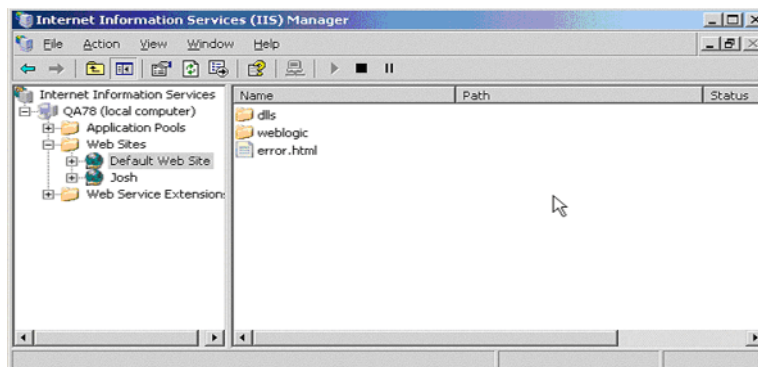 Internet Information Services (IIS) Manager
File Action View Window Help
Internet Information Services
QA78 (local computer)
Application Pools
Web Sites
Default Web Site
Josh
Web Service Extension
Name Path Status
dlls
weblogic
error.html